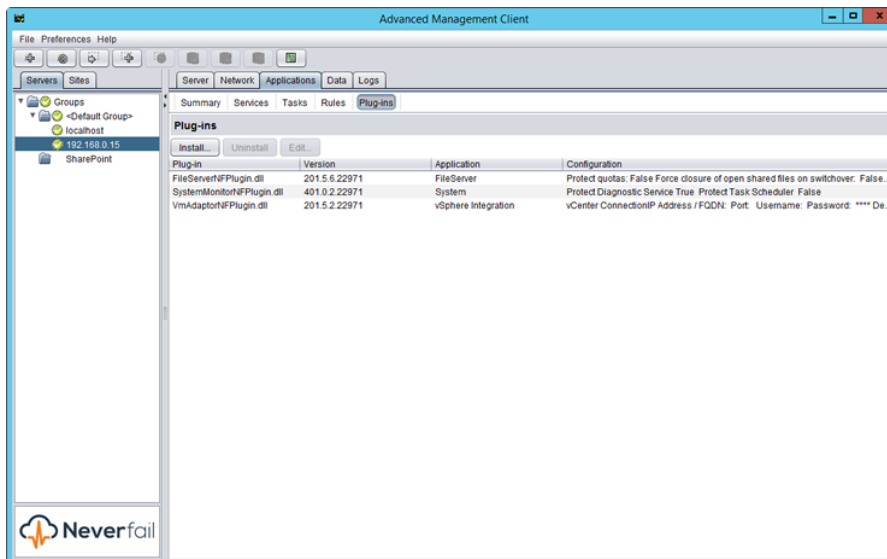 Advanced Management Client
File Preferences Help
Servers Sites
Server Network Applications Data Logs
Groups
Summary Services Tasks Rules Plug-ins
<Default Group>
Plug-ins
localhost
192.168.0.15
Install... Uninstall Edit...
SharePoint
Plug-in Version Application Configuration
FileServerNFPlugin.dll 201.5.6.22971 FileServer Protect quotas: False Force closure of open shared files on switchover: False...
SystemMonitorNFPlugin.dll 401.0.2.22971 System Protect Diagnostic Service True Protect Task Scheduler False
VmAdaptorNFPlugin.dll 201.5.2.22971 vSphere Integration vCenter ConnectionIP Address / FQDN: Port: Username: Password: **** De...
Neverfail